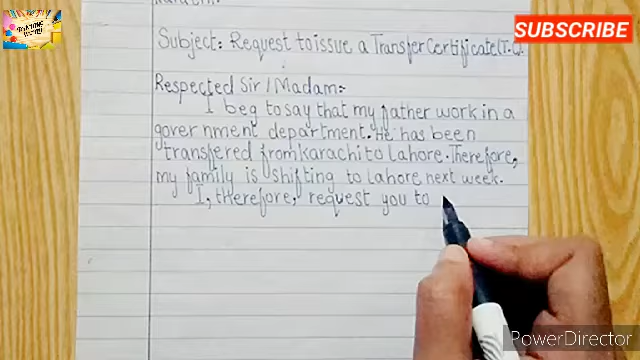 SUBSCRIBE
Subject: Request to issue a Transfer Certificate (T.C).
Respected Sir / Madam:-
I beg to say that my father work in a
government department. He has been
transfered from karachi to Lahore. Therefore,
my family is shifting to Lahore next week.
I, therefore, request you to
PowerDirector